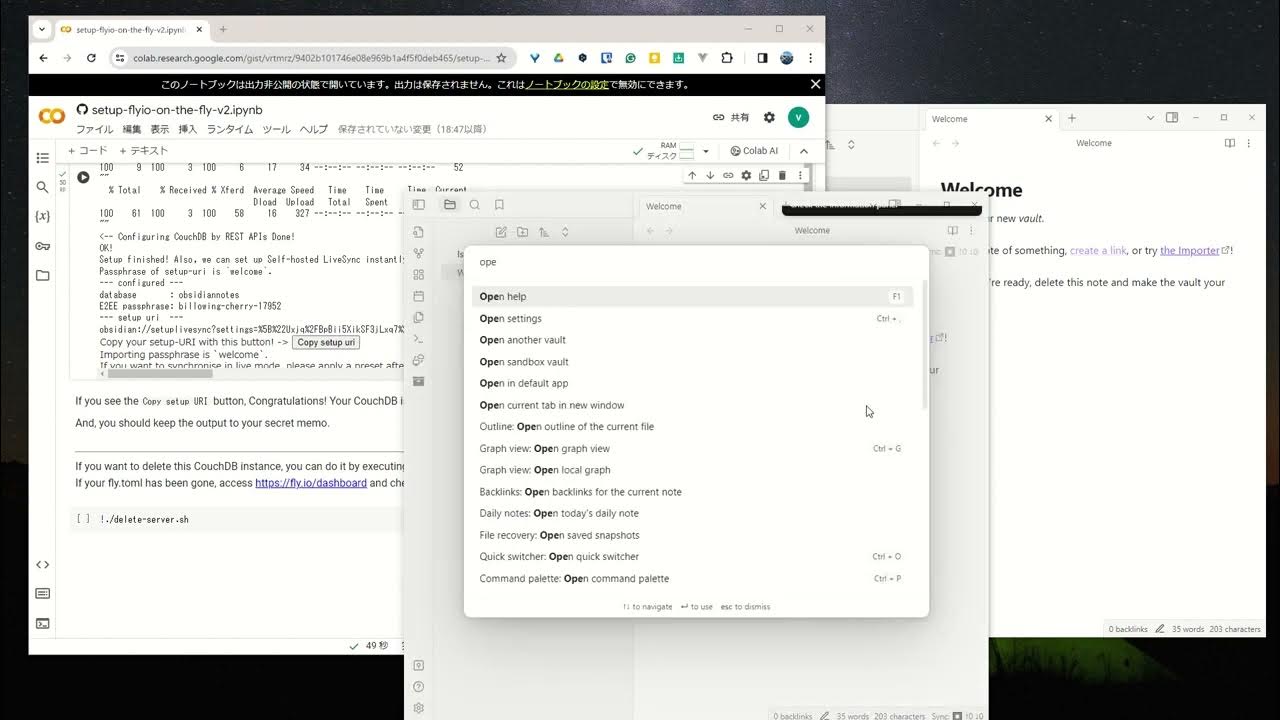 setup-flyio-on-the-fly-v2.ipynb
colab.research.google.com/gist/vrtmrz/9402b101746e08e969b1a4f5f0deb465/setup-...
このノートブックは出力非公開の状態で開いています。出力は保存されません。これはノートブックの設定で無効にできます。
setup-flyio-on-the-fly-v2.ipynb
共有
V
ファイル 編集 表示 挿入 ランタイム ツール ヘルプ 保存されていない変更（18:47以降）
+ コード + テキスト
RAM
ディスク
Colab AI
100 9 100 3 100 6 17 34 --:--:-- --:--:-- --:--:-- 52
""
% Total % Received % Xferd Average Speed Time Time Time Current
Dload Upload Total Spent
100 61 100 3 100 58 16 327 --:--:-- --:--:--
""
<-- Configuring CouchDB by REST APIs Done!
OK!
Setup finished! Also, we can set up Self-hosted LiveSync instantly
Passphrase of setup-uri is `welcome`.
--- configured ---
database : obsidiannotes
E2EE passphrase: billowing-cherry-17952
--- setup uri ---
obsidian://setuplivesync?settings=%5B%22Uxjq%2FBpBii5XikSF3jLxq7%
Copy your setup-URI with this button! -> Copy setup uri
Importing passphrase is `welcome`.
If you want to synchronise in live mode, please apply a preset after
If you see the Copy setup URI button, Congratulations! Your CouchDB i
And, you should keep the output to your secret memo.
If you want to delete this CouchDB instance, you can do it by executing
If your fly.toml has been gone, access https://fly.io/dashboard and che
[ ] !./delete-server.sh
49 秒
Welcome
Welcome
ope
Open help F1
Open settings Ctrl + ,
Open another vault
Open sandbox vault
Open in default app
Open current tab in new window
Outline: Open outline of the current file
Graph view: Open graph view Ctrl + G
Graph view: Open local graph
Backlinks: Open backlinks for the current note
Daily notes: Open today's daily note
File recovery: Open saved snapshots
Quick switcher: Open quick switcher Ctrl + O
Command palette: Open command palette Ctrl + P
↑↓ to navigate ↵ to use esc to dismiss
0 backlinks 35 words 203 characters Sync:
Welcome
Welcome
Welcome
new vault.
ote of something, create a link, or try the Importer!
're ready, delete this note and make the vault your
0 backlinks 35 words 203 characters